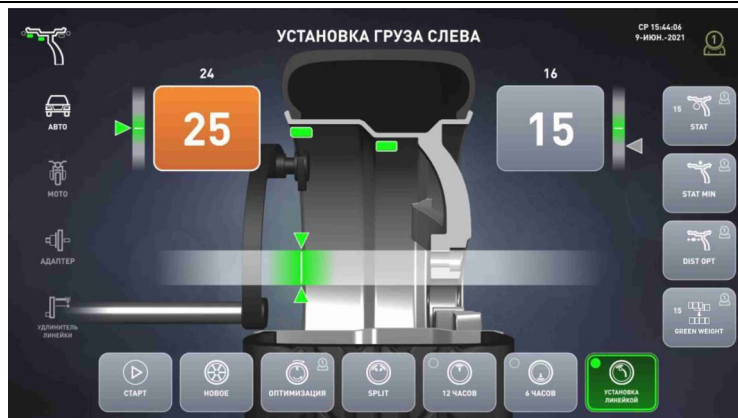 УСТАНОВКА ГРУЗА СЛЕВА
СР 15:44:06
9-ИЮН.-2021
1
24
25
16
15
АВТО
МОТО
АДАПТЕР
УДЛИНИТЕЛЬ
ЛИНЕЙКИ
15
STAT
STAT MIN
DIST OPT
15
GREEN WEIGHT
СТАРТ
НОВОЕ
ОПТИМИЗАЦИЯ
SPLIT
12 ЧАСОВ
6 ЧАСОВ
УСТАНОВКА
ЛИНЕЙКОЙ